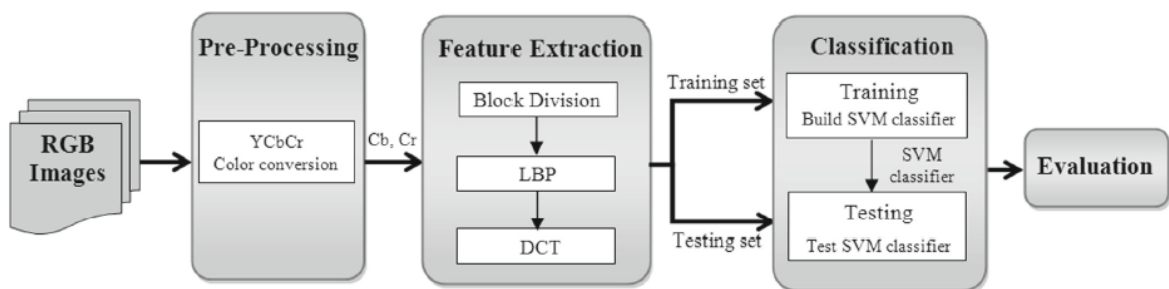 RGB
Images
Pre-Processing
YCbCr
Color conversion
Cb, Cr
Feature Extraction
Block Division
LBP
DCT
Training set
Testing set
Classification
Training
Build SVM classifier
SVM
classifier
Testing
Test SVM classifier
Evaluation